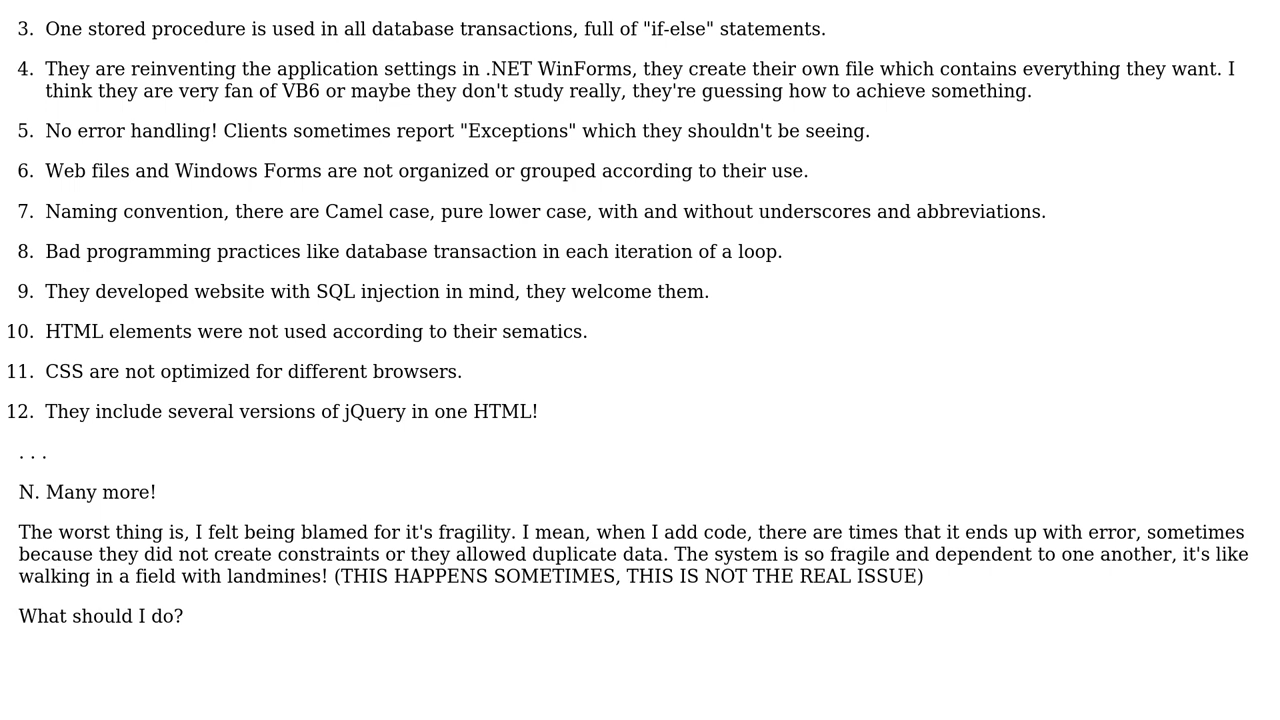 3. One stored procedure is used in all database transactions, full of "if-else" statements.
4. They are reinventing the application settings in .NET WinForms, they create their own file which contains everything they want. I
think they are very fan of VB6 or maybe they don't study really, they're guessing how to achieve something.
5. No error handling! Clients sometimes report "Exceptions" which they shouldn't be seeing.
6. Web files and Windows Forms are not organized or grouped according to their use.
7. Naming convention, there are Camel case, pure lower case, with and without underscores and abbreviations.
8. Bad programming practices like database transaction in each iteration of a loop.
9. They developed website with SQL injection in mind, they welcome them.
10. HTML elements were not used according to their sematics.
11. CSS are not optimized for different browsers.
12. They include several versions of jQuery in one HTML!
. . .
N. Many more!
The worst thing is, I felt being blamed for it's fragility. I mean, when I add code, there are times that it ends up with error, sometimes
because they did not create constraints or they allowed duplicate data. The system is so fragile and dependent to one another, it's like
walking in a field with landmines! (THIS HAPPENS SOMETIMES, THIS IS NOT THE REAL ISSUE)
What should I do?